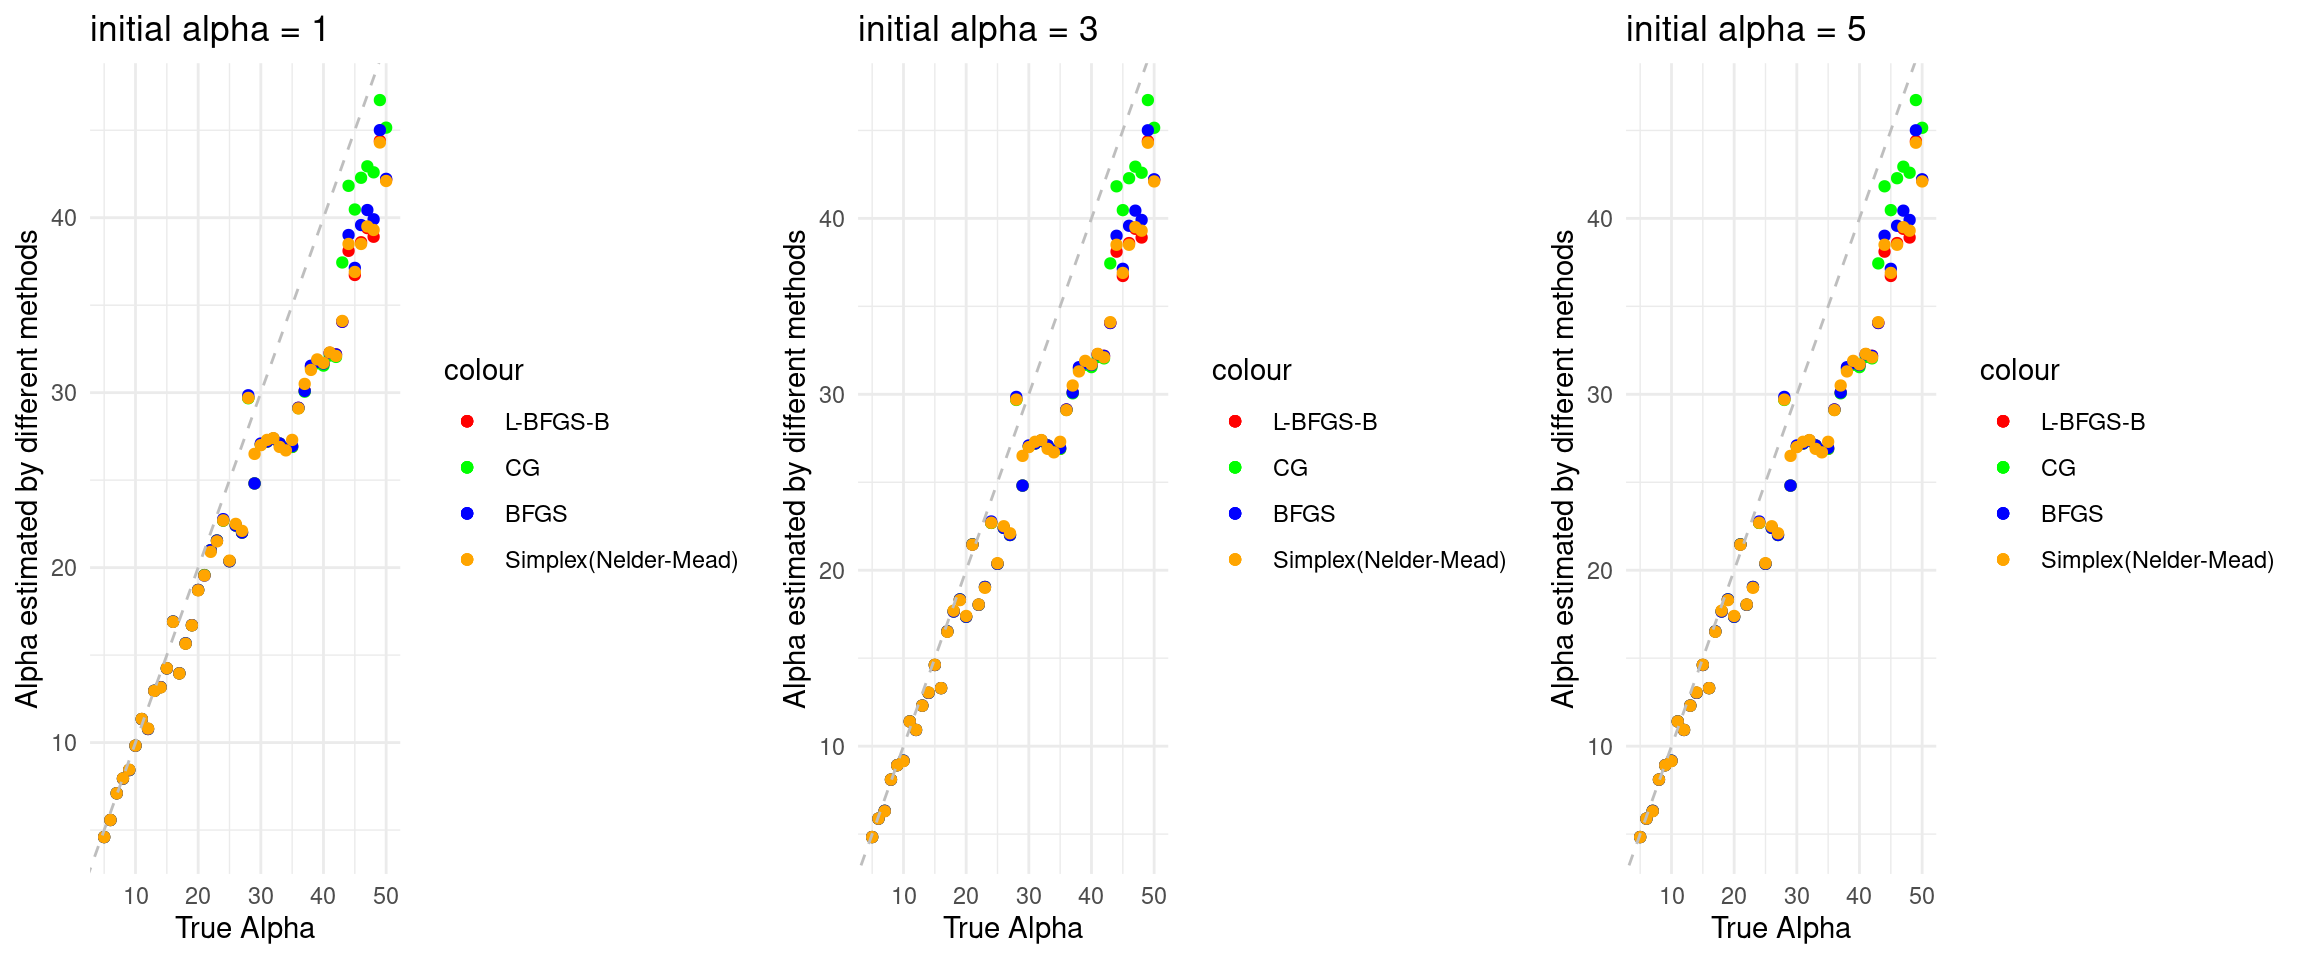 initial alpha = 1
Alpha estimated by different methods
40
30
20
10
10 20 30 40 50
True Alpha
colour
L-BFGS-B
CG
BFGS
Simplex(Nelder-Mead)
initial alpha = 3
Alpha estimated by different methods
40
30
20
10
10 20 30 40 50
True Alpha
colour
L-BFGS-B
CG
BFGS
Simplex(Nelder-Mead)
initial alpha = 5
Alpha estimated by different methods
40
30
20
10
10 20 30 40 50
True Alpha
colour
L-BFGS-B
CG
BFGS
Simplex(Nelder-Mead)